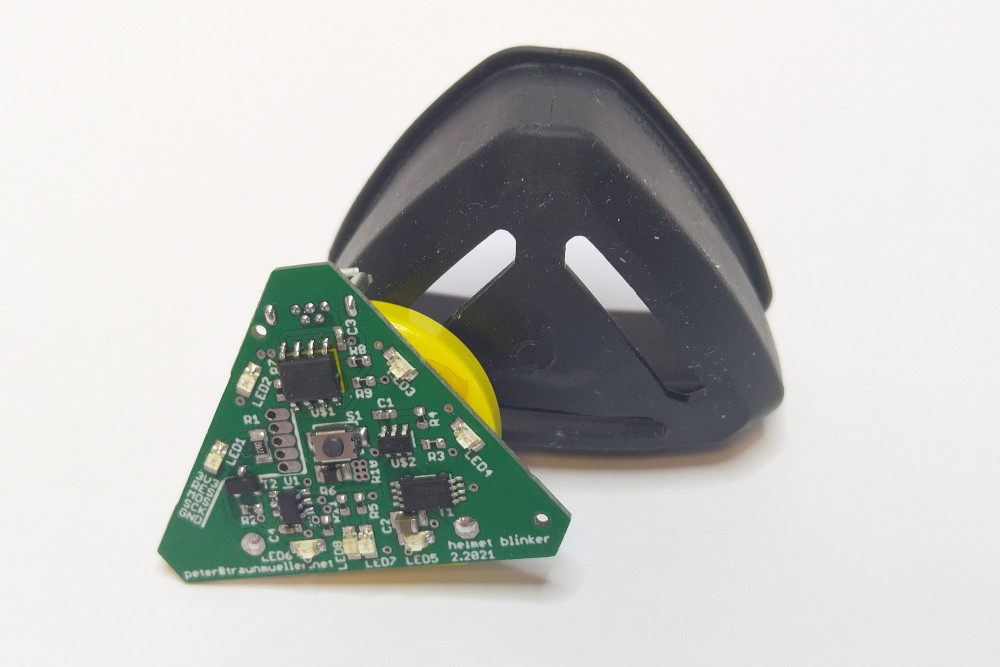 C3
R8
R7
R9
LED3
LED2
U$1
C1
R4
R1
S1
LED1
U$2
R3
LED4
R10
T2
U1
R6
R2
R5
C2
C4
LED6
LED8
LED7
LED5
helmet blinker
2.2021
peter@traunmueller.net